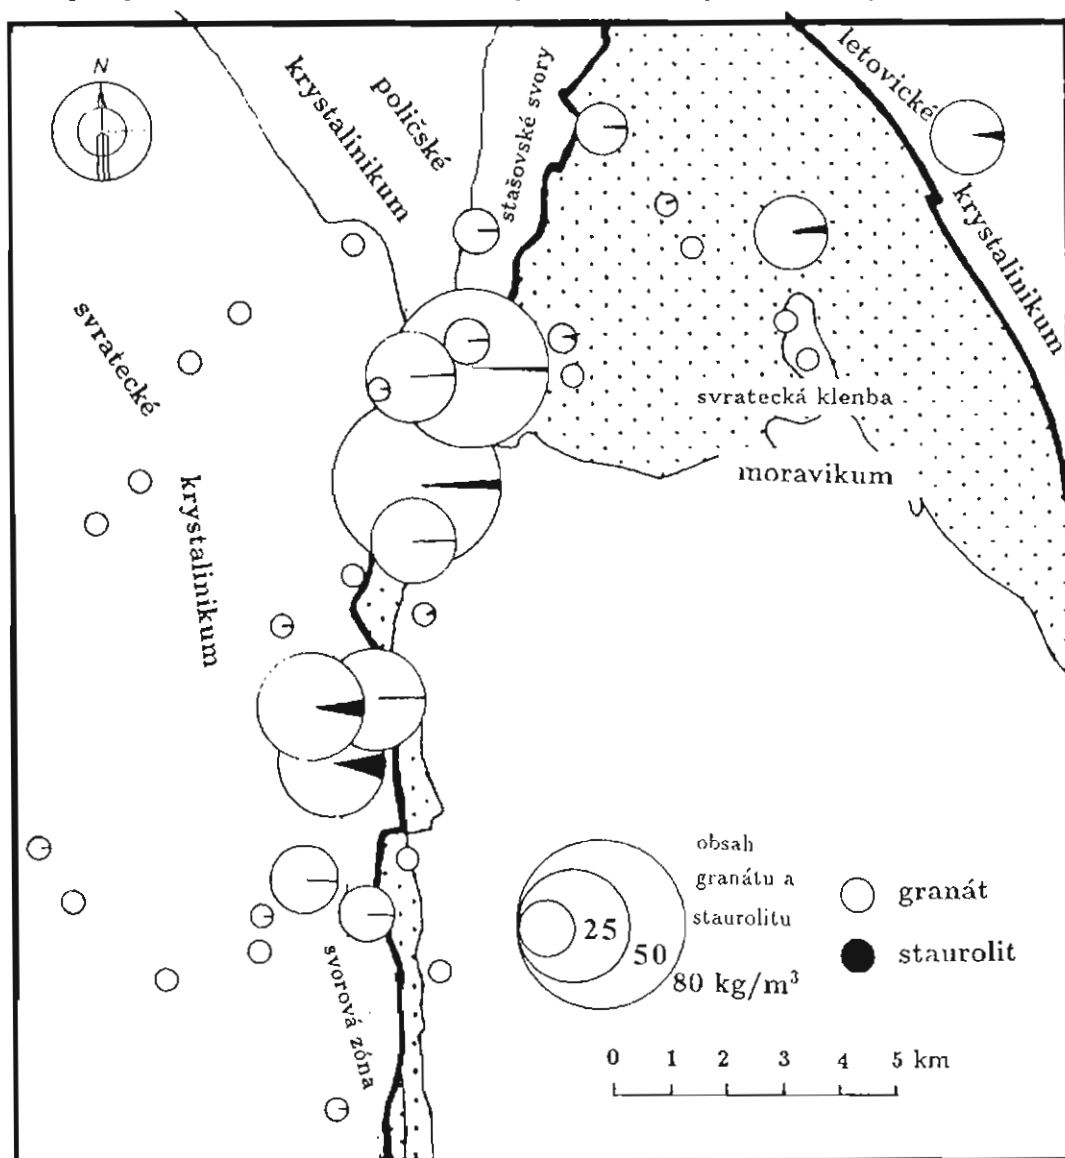 N
krystalinikum
poličské
stašovské svory
letovické
krystalinikum
svratecké
krystalinikum
svratecká klenba
moravikum
svorová zóna
obsah
granátu a
staurolitu
25
50
80 kg/m³
granát
staurolit
0 1 2 3 4 5 km